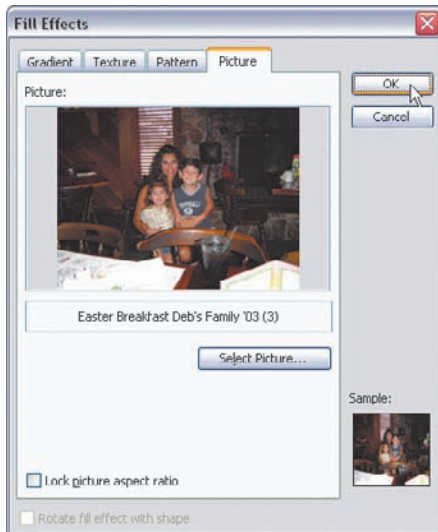 Fill Effects
Gradient Texture Pattern Picture
Picture:
OK
Cancel
Easter Breakfast Deb's Family '03 (3)
Select Picture...
Sample:
Lock picture aspect ratio
Rotate fill effect with shape